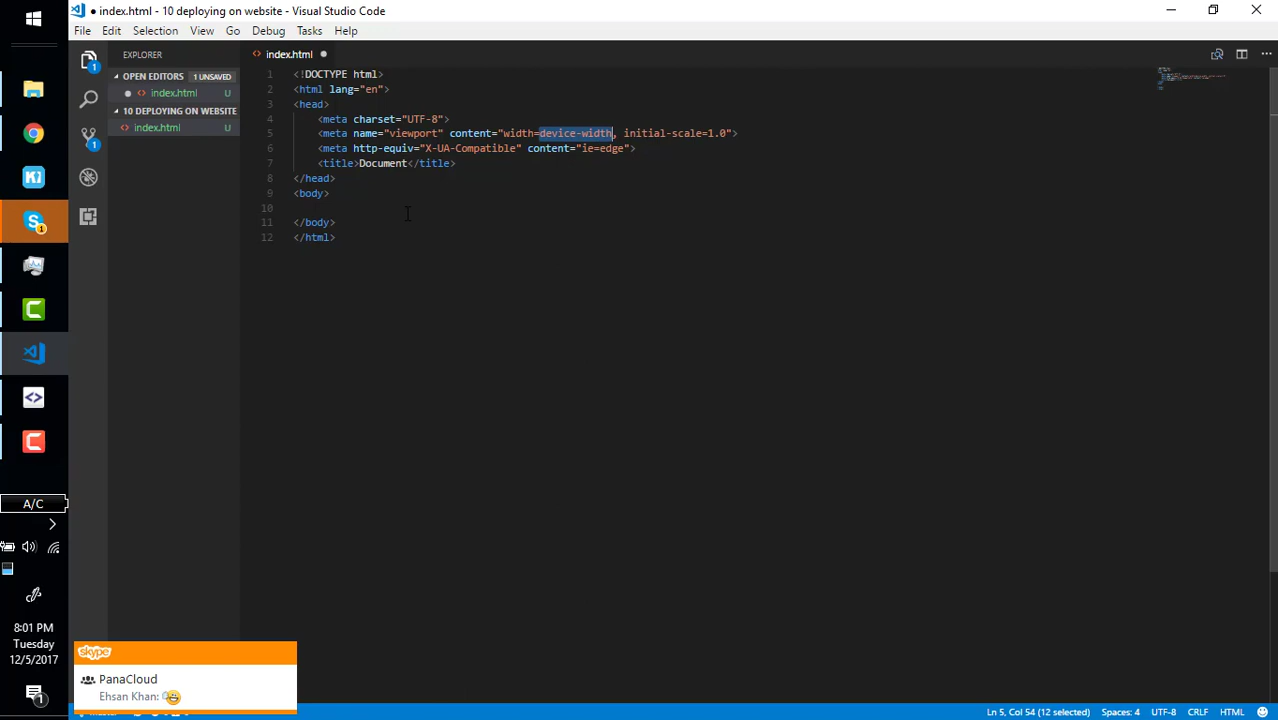 ● index.html - 10 deploying on website - Visual Studio Code
File Edit Selection View Go Debug Tasks Help
EXPLORER
OPEN EDITORS 1 UNSAVED
index.html U
10 DEPLOYING ON WEBSITE
index.html U
1
1
index.html
1 <!DOCTYPE html>
2 <html lang="en">
3 <head>
4 <meta charset="UTF-8">
5 <meta name="viewport" content="width=device-width, initial-scale=1.0">
6 <meta http-equiv="X-UA-Compatible" content="ie=edge">
7 <title>Document</title>
8 </head>
9 <body>
10
11 </body>
12 </html>
1
A/C
8:01 PM
Tuesday
12/5/2017
1
skype
PanaCloud
Ehsan Khan:
Ln 5, Col 54 (12 selected) Spaces: 4 UTF-8 CRLF HTML